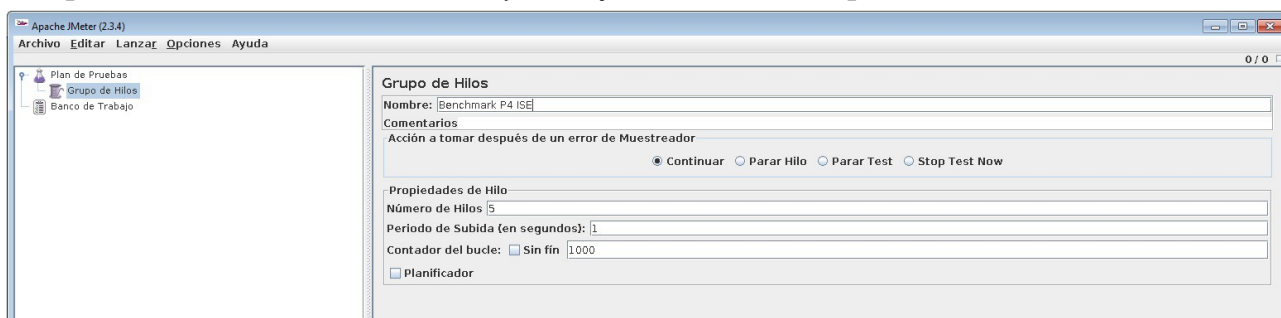 Apache JMeter (2.3.4)
Archivo Editar Lanzar Opciones Ayuda
0 / 0
Plan de Pruebas
Grupo de Hilos
Banco de Trabajo
Grupo de Hilos
Nombre: Benchmark P4 ISE
Comentarios
Acción a tomar después de un error de Muestreador
Continuar Parar Hilo Parar Test Stop Test Now
Propiedades de Hilo
Número de Hilos 5
Periodo de Subida (en segundos): 1
Contador del bucle: Sin fín 1000
Planificador